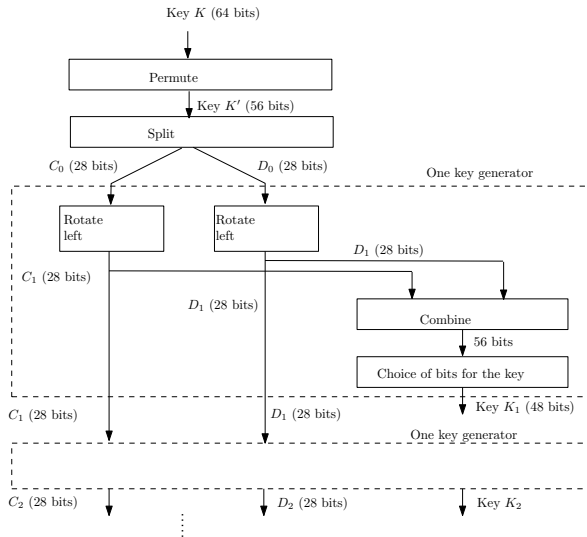 Key K (64 bits)
Permute
Key K′ (56 bits)
Split
C₀ (28 bits)
D₀ (28 bits)
One key generator
Rotate
left
Rotate
left
D₁ (28 bits)
C₁ (28 bits)
D₁ (28 bits)
Combine
56 bits
Choice of bits for the key
Key K₁ (48 bits)
C₁ (28 bits)
D₁ (28 bits)
One key generator
C₂ (28 bits)
D₂ (28 bits)
Key K₂